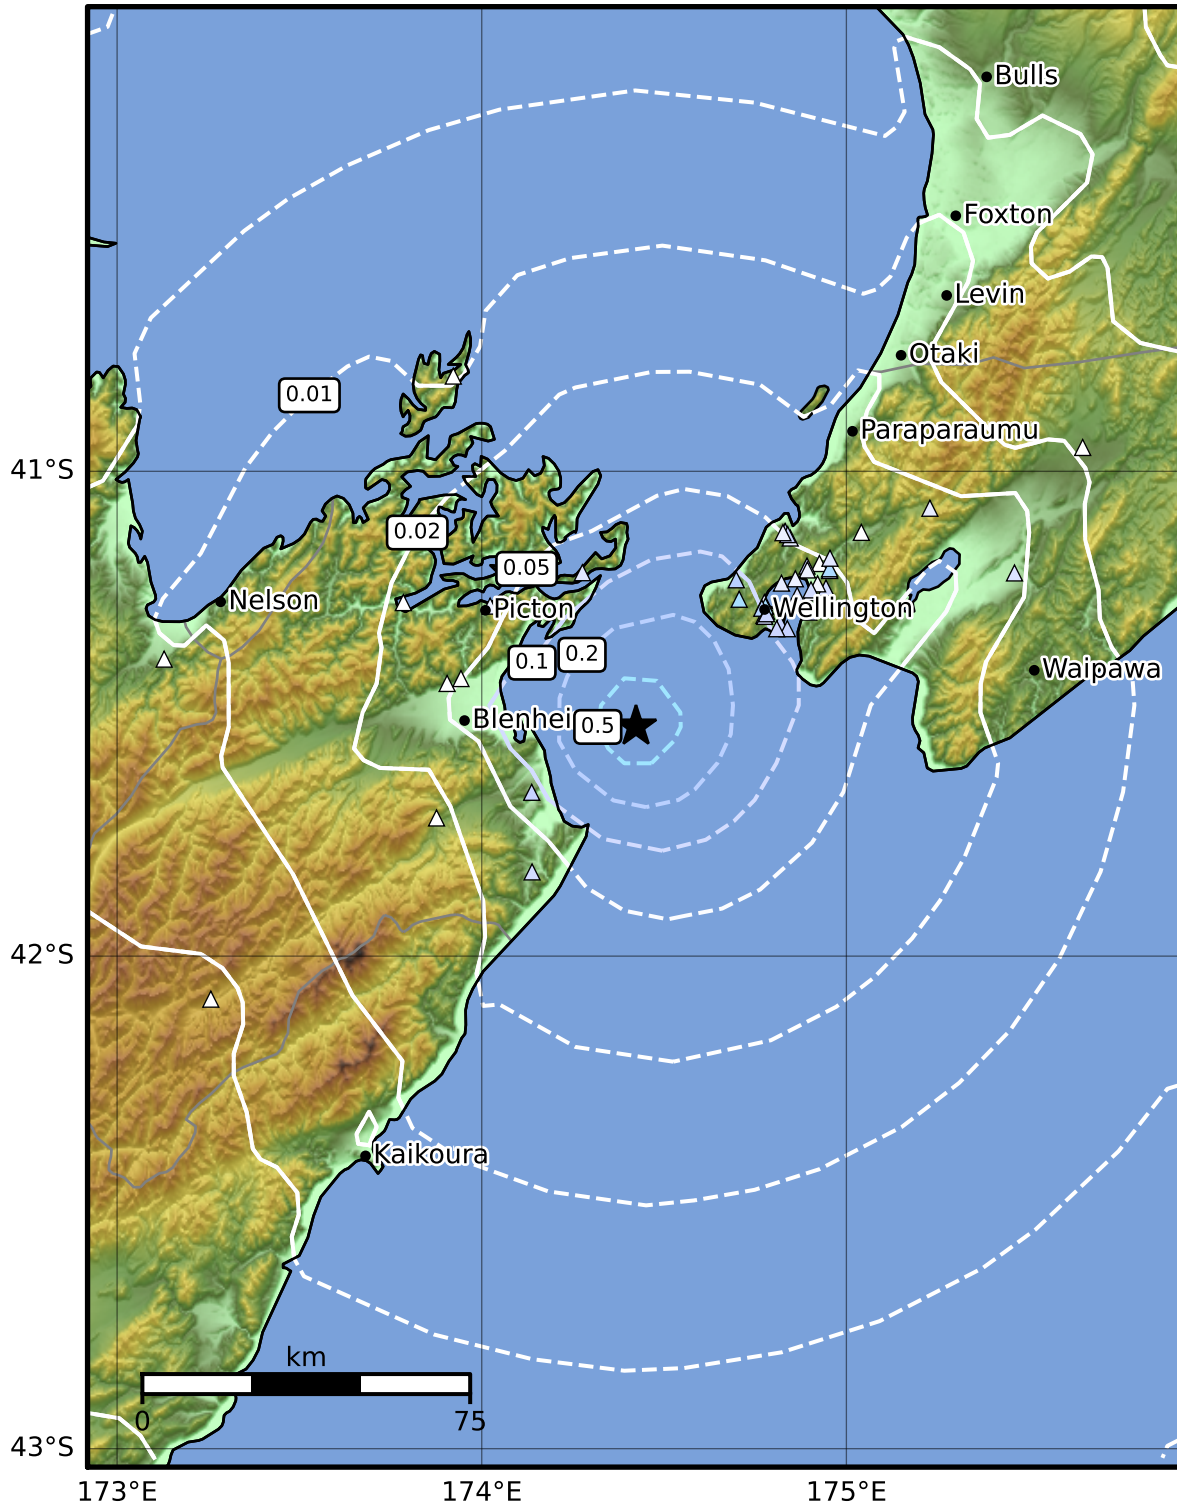 Bulls
Foxton
Levin
Otaki
0.01
Paraparaumu
41°S
0.02
0.05
Nelson
Picton
Wellington
0.1
0.2
Waipawa
Blenhei
0.5
42°S
Kaikoura
km
0
75
43°S
173°E
174°E
175°E